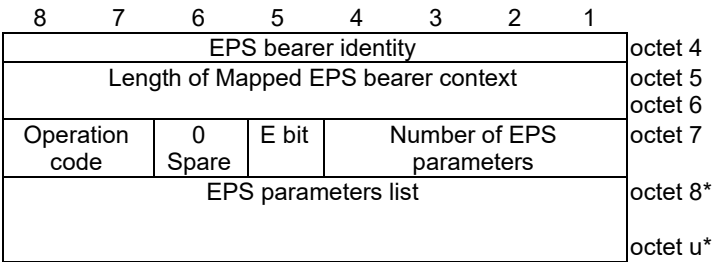 8 7 6 5 4 3 2 1
EPS bearer identity octet 4
Length of Mapped EPS bearer context octet 5
octet 6
Operation 0 E bit Number of EPS octet 7
code Spare parameters
EPS parameters list octet 8*
octet u*